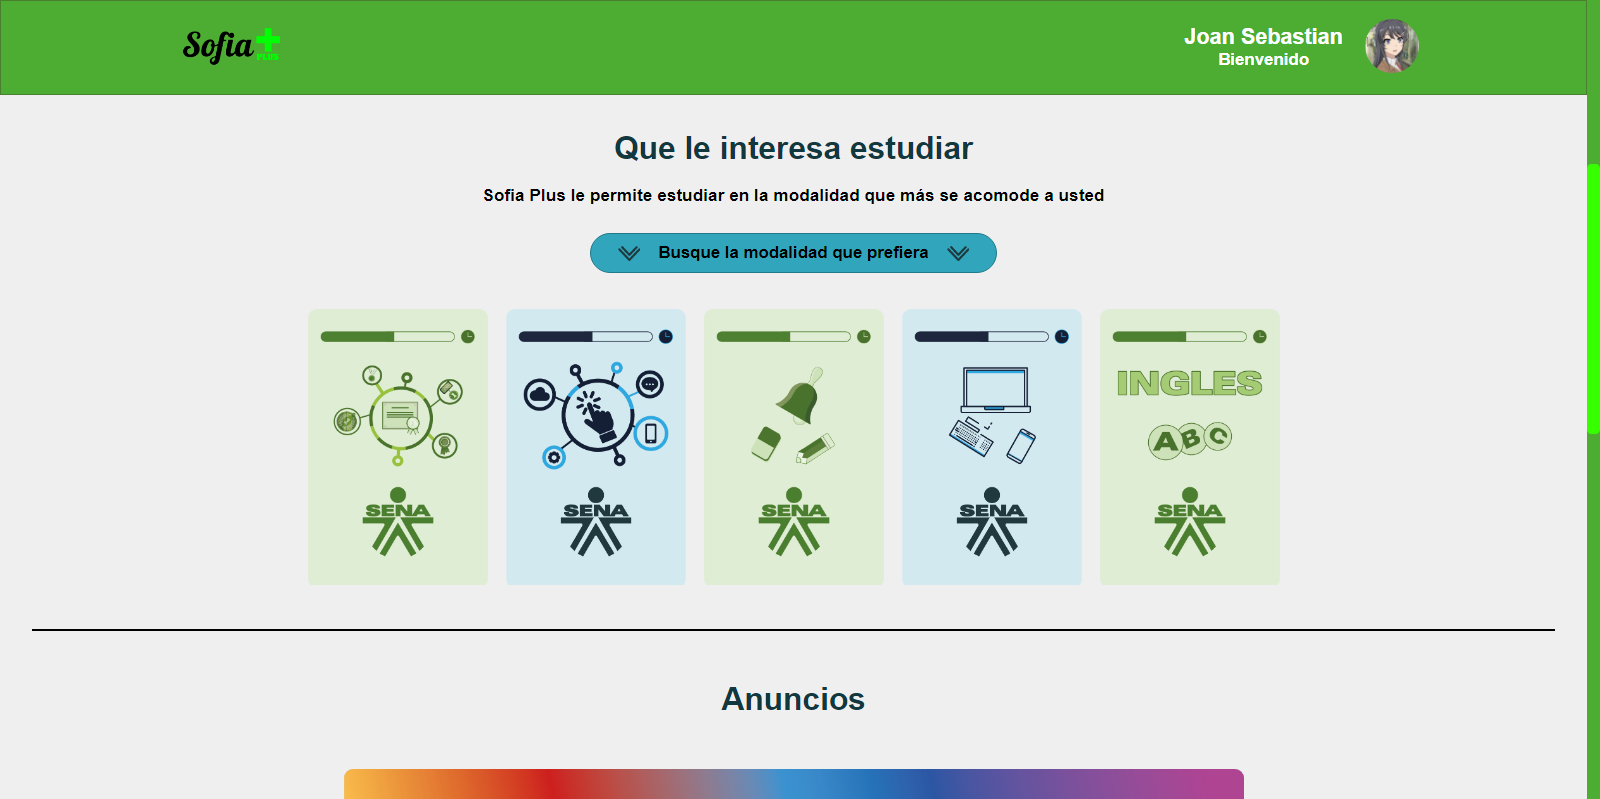 Sofia
PLUS
Joan Sebastian
Bienvenido
Que le interesa estudiar
Sofia Plus le permite estudiar en la modalidad que más se acomode a usted
Busque la modalidad que prefiera
INGLES
ABC
SENA
SENA
SENA
SENA
SENA
Anuncios